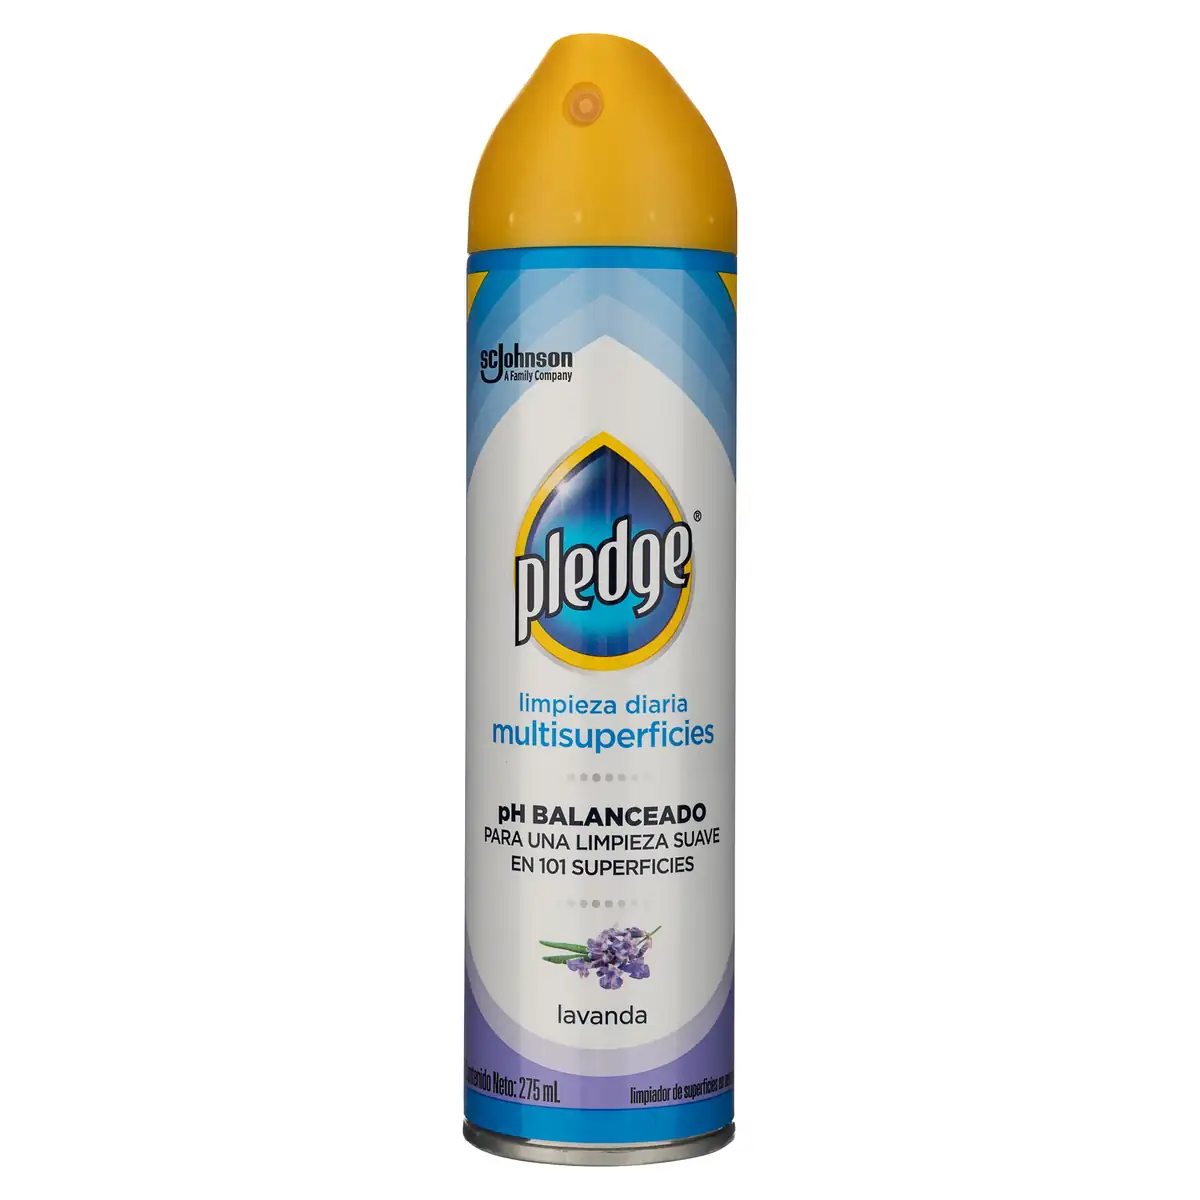 scJohnson
A Family Company
pledge®
limpieza diaria
multisuperficies
pH BALANCEADO
PARA UNA LIMPIEZA SUAVE
EN 101 SUPERFICIES
lavanda
Neto: 275 mL
limpiador de superficies en